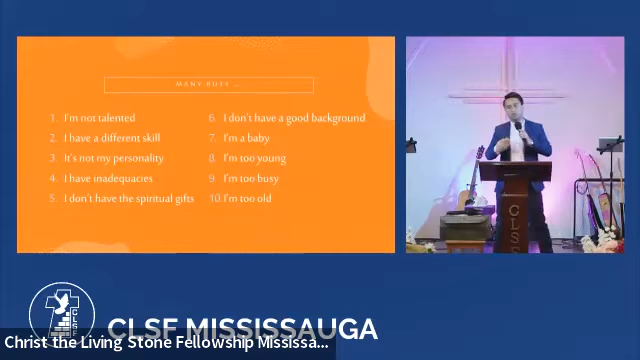 MANY BUTS ...
1. I'm not talented
2. I have a different skill
3. It's not my personality
4. I have inadequacies
5. I don't have the spiritual gifts
6. I don't have a good background
7. I'm a baby
8. I'm too young
9. I'm too busy
10. I'm too old
CLSF
CLSF
CLSF MISSISSAUGA
Christ the Living Stone Fellowship Mississa...